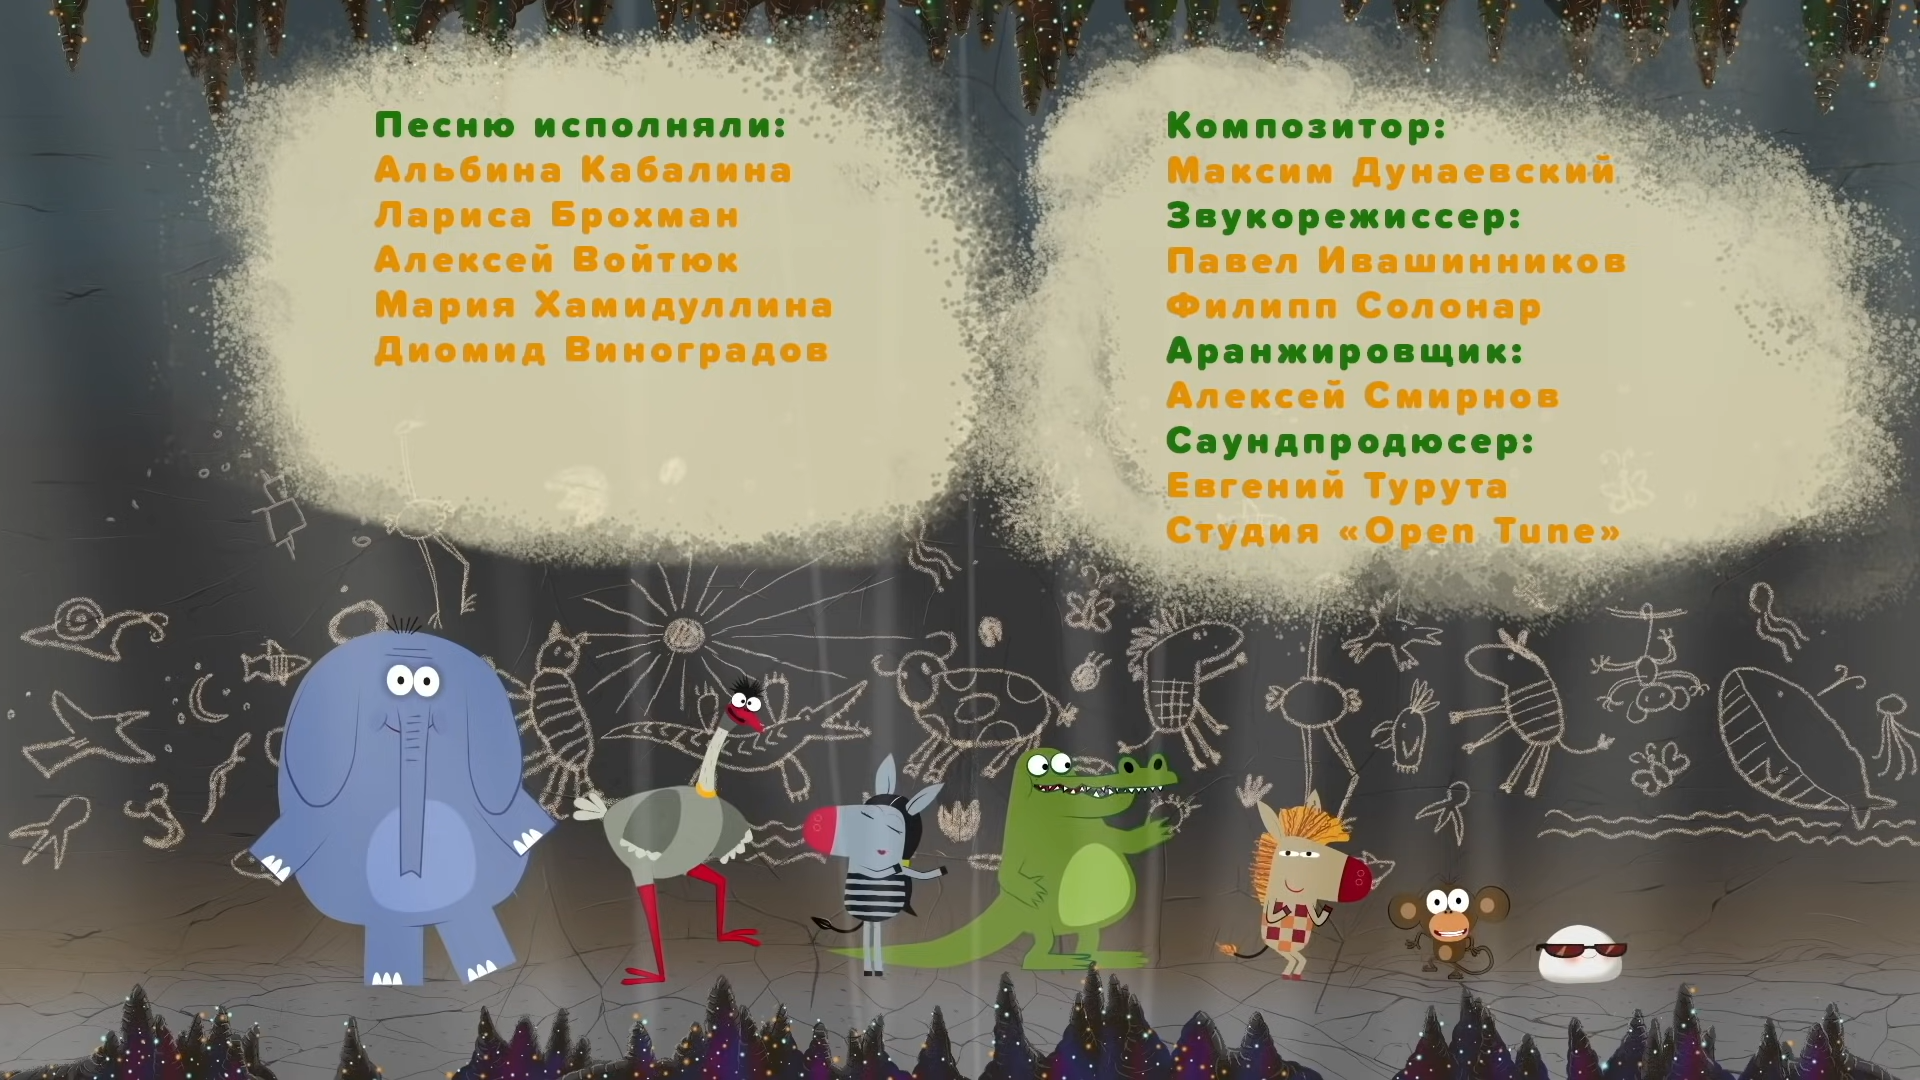 Песню исполняли:
Альбина Кабалина
Лариса Брохман
Алексей Войтюк
Мария Хамидуллина
Диомид Виноградов
Композитор:
Максим Дунаевский
Звукорежиссер:
Павел Ивашинников
Филипп Солонар
Аранжировщик:
Алексей Смирнов
Саундпродюсер:
Евгений Турута
Студия «Open Tune»